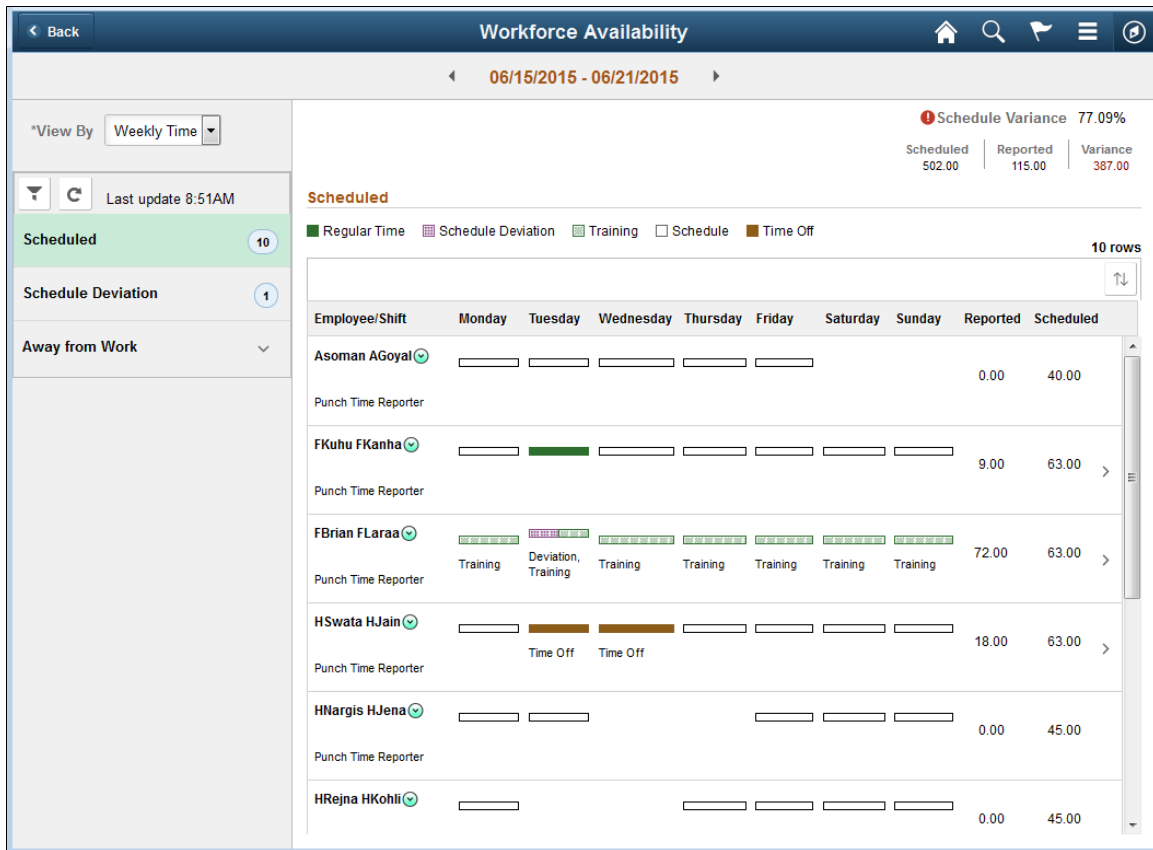 Back
Workforce Availability
06/15/2015 - 06/21/2015
*View By Weekly Time
Schedule Variance 77.09%
Scheduled Reported Variance
502.00 115.00 387.00
Last update 8:51AM
Scheduled 10
Schedule Deviation 1
Away from Work
Scheduled
Regular Time Schedule Deviation Training Schedule Time Off
10 rows
Employee/Shift Monday Tuesday Wednesday Thursday Friday Saturday Sunday Reported Scheduled
Asoman AGoyal
0.00 40.00
Punch Time Reporter
FKuhu FKanha
9.00 63.00
Punch Time Reporter
FBrian FLaraa
72.00 63.00
Training Deviation, Training Training Training Training Training Training
Punch Time Reporter
HSwata HJain
18.00 63.00
Time Off Time Off
Punch Time Reporter
HNargis HJena
0.00 45.00
Punch Time Reporter
HRejna HKohli
0.00 45.00